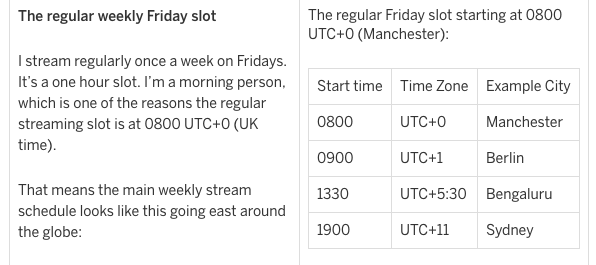 The regular weekly Friday slot
I stream regularly once a week on Fridays.
It's a one hour slot. I'm a morning person,
which is one of the reasons the regular
streaming slot is at 0800 UTC+0 (UK
time).
That means the main weekly stream
schedule looks like this going east around
the globe:
The regular Friday slot starting at 0800
UTC+0 (Manchester):
Start time Time Zone Example City
0800 UTC+0 Manchester
0900 UTC+1 Berlin
1330 UTC+5:30 Bengaluru
1900 UTC+11 Sydney